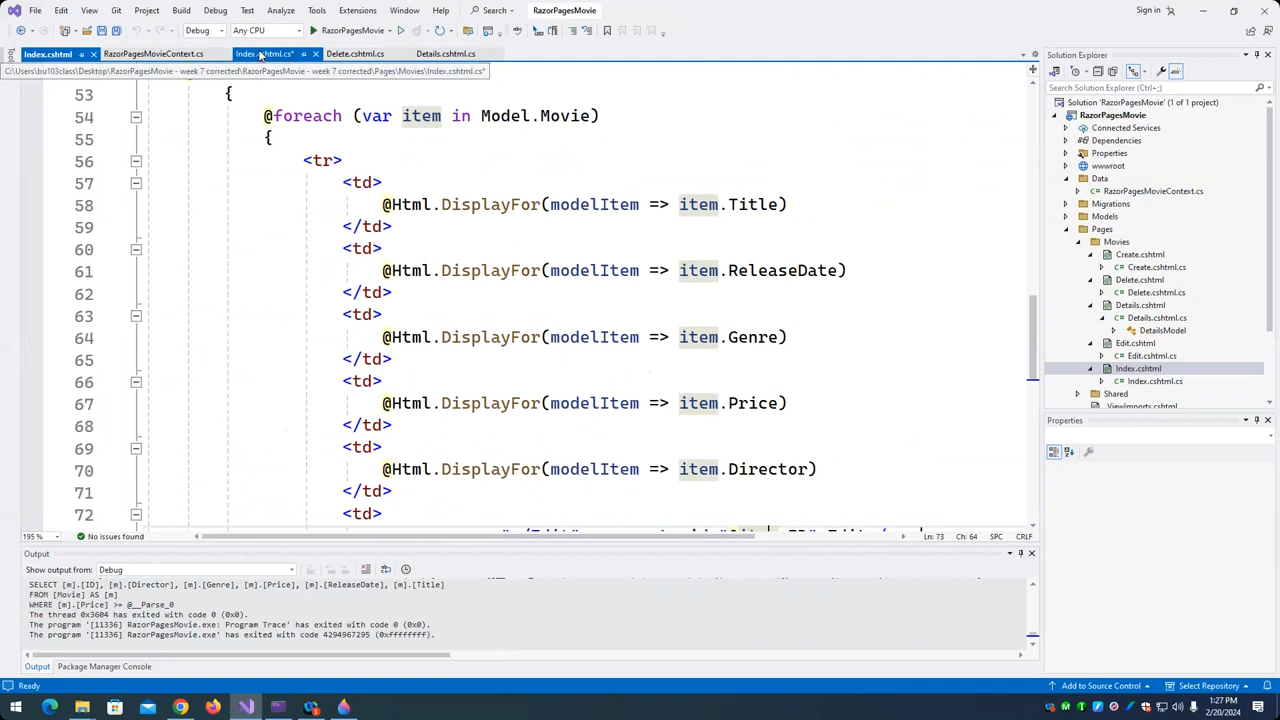 File Edit View Git Project Build Debug Test Analyze Tools Extensions Window Help Search RazorPagesMovie Sign in
Debug Any CPU RazorPagesMovie
Index.cshtml RazorPagesMovieContext.cs Index.cshtml.cs* Delete.cshtml.cs Details.cshtml.cs
C:\Users\bu103class\Desktop\RazorPagesMovie - week 7 corrected\RazorPagesMovie - week 7 corrected\Pages\Movies\Index.cshtml.cs*
53 {
54 @foreach (var item in Model.Movie)
55 {
56 <tr>
57 <td>
58 @Html.DisplayFor(modelItem => item.Title)
59 </td>
60 <td>
61 @Html.DisplayFor(modelItem => item.ReleaseDate)
62 </td>
63 <td>
64 @Html.DisplayFor(modelItem => item.Genre)
65 </td>
66 <td>
67 @Html.DisplayFor(modelItem => item.Price)
68 </td>
69 <td>
70 @Html.DisplayFor(modelItem => item.Director)
71 </td>
72 <td>
195 % No issues found Ln: 73 Ch: 64 SPC CRLF
Output
Show output from: Debug
SELECT [m].[ID], [m].[Director], [m].[Genre], [m].[Price], [m].[ReleaseDate], [m].[Title]
FROM [Movie] AS [m]
WHERE [m].[Price] >= @__Parse_0
The thread 0x3604 has exited with code 0 (0x0).
The program '[11336] RazorPagesMovie.exe: Program Trace' has exited with code 0 (0x0).
The program '[11336] RazorPagesMovie.exe' has exited with code 4294967295 (0xffffffff).
Output Package Manager Console
Solution Explorer
Search Solution Explorer
Solution 'RazorPagesMovie' (1 of 1 project)
RazorPagesMovie
Connected Services
Dependencies
Properties
wwwroot
Data
RazorPagesMovieContext.cs
Migrations
Models
Pages
Movies
Create.cshtml
Create.cshtml.cs
Delete.cshtml
Delete.cshtml.cs
Details.cshtml
Details.cshtml.cs
DetailsModel
Edit.cshtml
Edit.cshtml.cs
Index.cshtml
Index.cshtml.cs
Shared
_ViewImports.cshtml
Properties
Ready Add to Source Control Select Repository
1:27 PM
2/20/2024